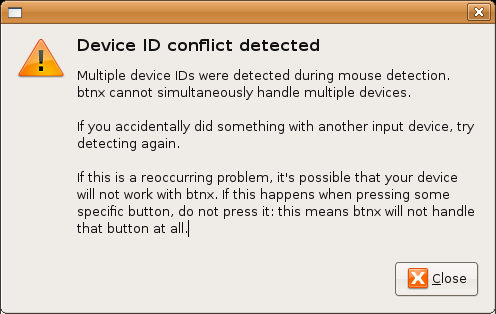 Device ID conflict detected
Multiple device IDs were detected during mouse detection.
btnx cannot simultaneously handle multiple devices.
If you accidentally did something with another input device, try
detecting again.
If this is a reoccurring problem, it's possible that your device
will not work with btnx. If this happens when pressing some
specific button, do not press it: this means btnx will not handle
that button at all.
Close